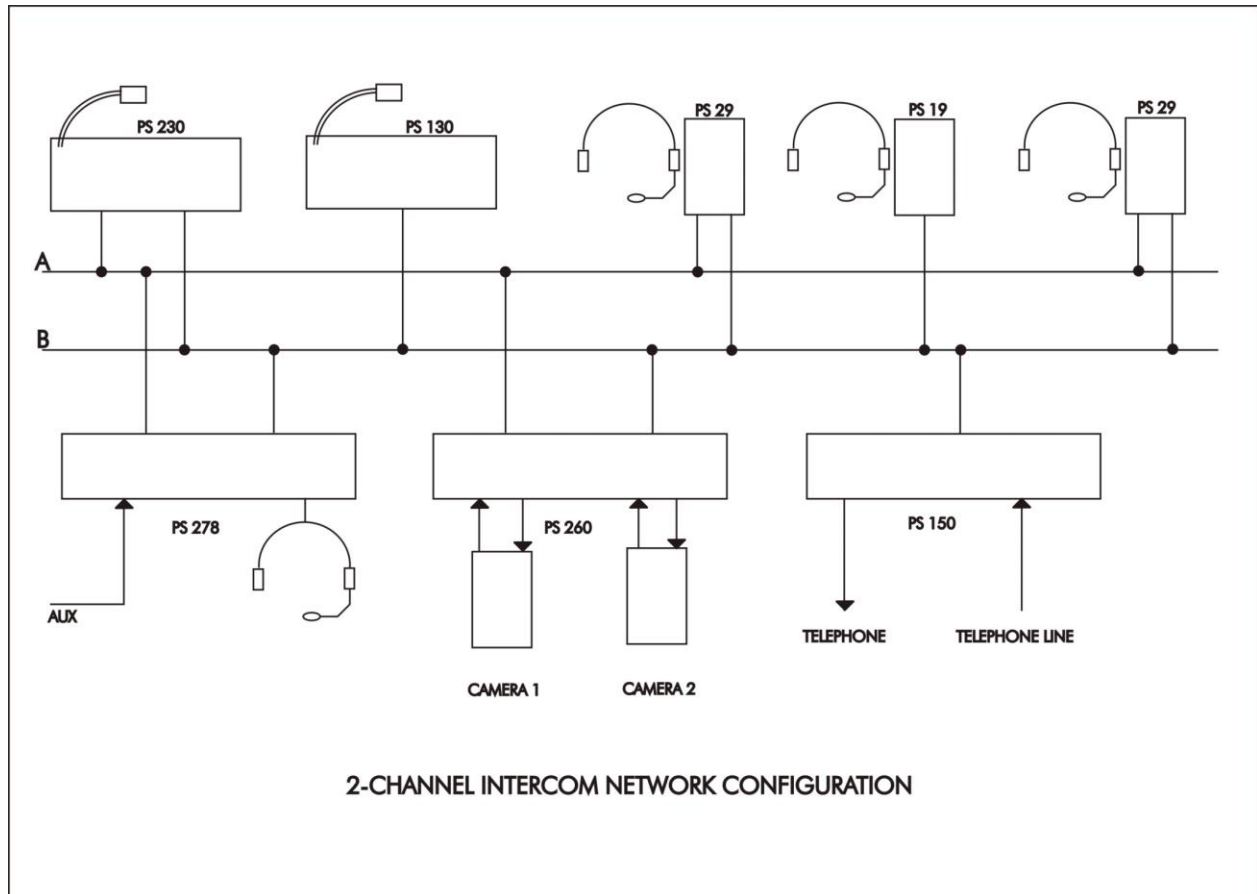 PS 230
PS 130
PS 29
PS 19
PS 29
A
B
PS 278
PS 260
PS 150
AUX
TELEPHONE
TELEPHONE LINE
CAMERA 1
CAMERA 2
2-CHANNEL INTERCOM NETWORK CONFIGURATION